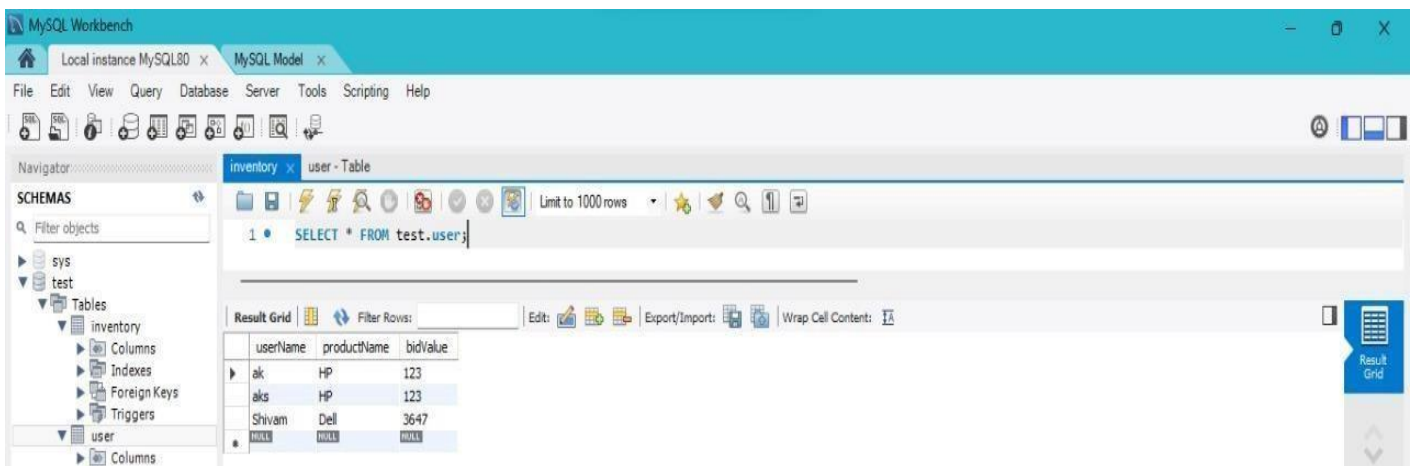 MySQL Workbench
Local instance MySQL80 × MySQL Model ×
File Edit View Query Database Server Tools Scripting Help
Navigator
inventory × user - Table
SCHEMAS
Limit to 1000 rows
Filter objects
1 SELECT * FROM test.user;
sys
test
Tables
inventory
Columns
Indexes
Foreign Keys
Triggers
user
Columns
Result Grid Filter Rows: Edit: Export/Import: Wrap Cell Content:
userName productName bidValue
ak HP 123
aks HP 123
Shivam Dell 3647
NULL NULL NULL
Result
Grid